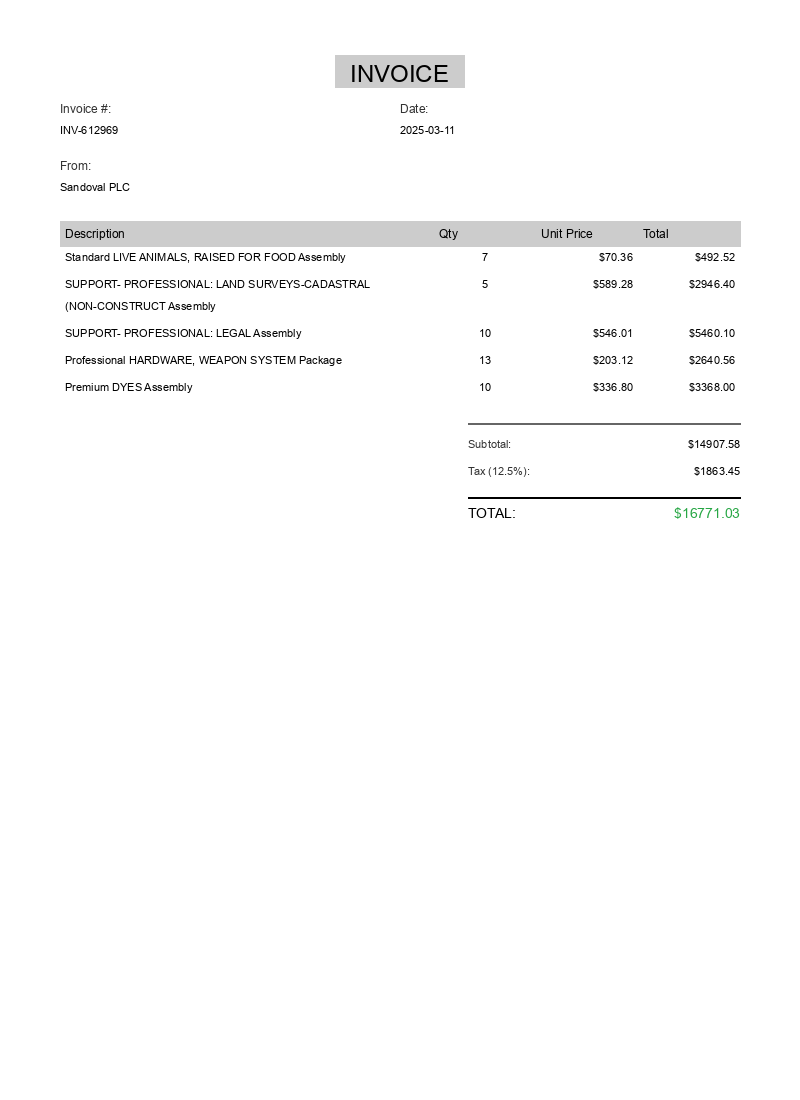 INVOICE
Invoice #: Date:
INV-612969 2025-03-11
From:
Sandoval PLC
Description Qty Unit Price Total
Standard LIVE ANIMALS, RAISED FOR FOOD Assembly 7 $70.36 $492.52
SUPPORT- PROFESSIONAL: LAND SURVEYS-CADASTRAL 5 $589.28 $2946.40
(NON-CONSTRUCT Assembly
SUPPORT- PROFESSIONAL: LEGAL Assembly 10 $546.01 $5460.10
Professional HARDWARE, WEAPON SYSTEM Package 13 $203.12 $2640.56
Premium DYES Assembly 10 $336.80 $3368.00
Subtotal: $14907.58
Tax (12.5%): $1863.45
TOTAL: $16771.03